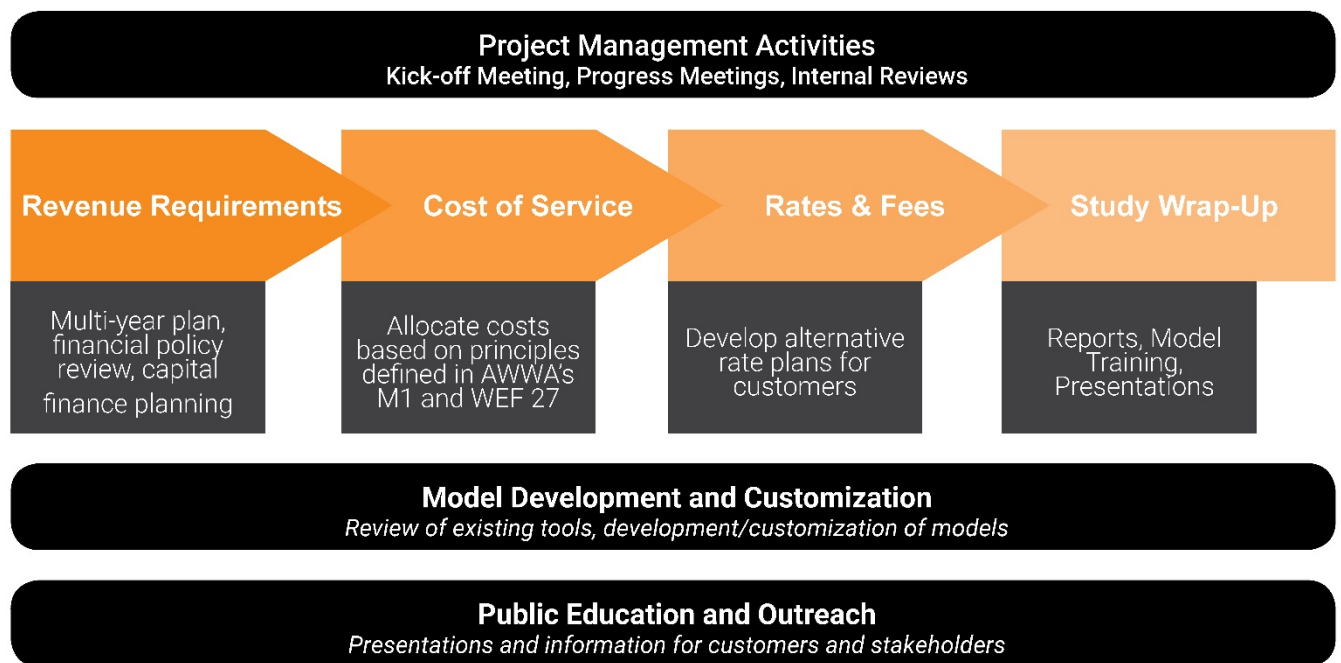 Project Management Activities
Kick-off Meeting, Progress Meetings, Internal Reviews
Revenue Requirements
Cost of Service
Rates & Fees
Study Wrap-Up
Multi-year plan,
financial policy
review, capital
finance planning
Allocate costs
based on principles
defined in AWWA's
M1 and WEF 27
Develop alternative
rate plans for
customers
Reports, Model
Training,
Presentations
Model Development and Customization
Review of existing tools, development/customization of models
Public Education and Outreach
Presentations and information for customers and stakeholders